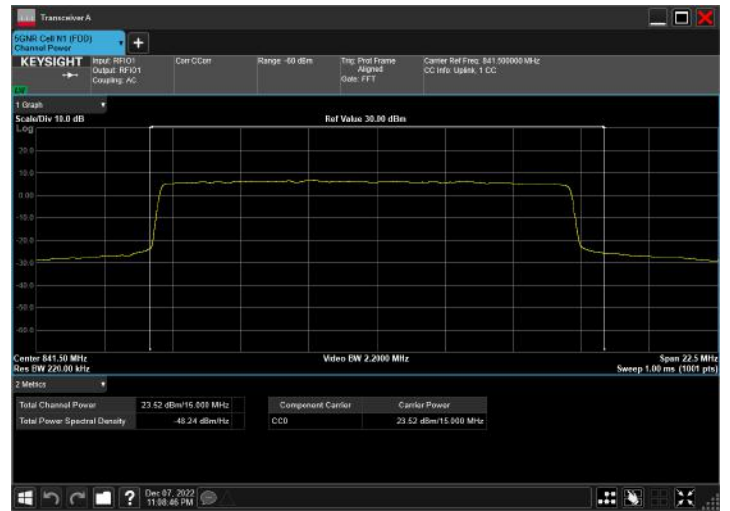 Transceiver A
5GNR Cell N1 (FDD)
Channel Power
KEYSIGHT
Input: RFIO1
Output: RFIO1
Coupling: AC
Corr CCorr
Range -60 dBm
Trig: Prot Frame
Aligned
Gate: FFT
Carrier Ref Freq: 841.500000 MHz
CC Info: Uplink, 1 CC
1 Graph
Scale/Div 10.0 dB
Ref Value 30.00 dBm
Log
20.0
10.0
0.00
-10.0
-20.0
-30.0
-40.0
-50.0
-60.0
Center 841.50 MHz
Video BW 2.2000 MHz
Span 22.5 MHz
Res BW 220.00 kHz
Sweep 1.00 ms (1001 pts)
2 Metrics
Total Channel Power 23.52 dBm/15.000 MHz
Total Power Spectral Density -48.24 dBm/Hz
Component Carrier Carrier Power
CC0 23.52 dBm/15.000 MHz
?
Dec 07, 2022
11:08:46 PM